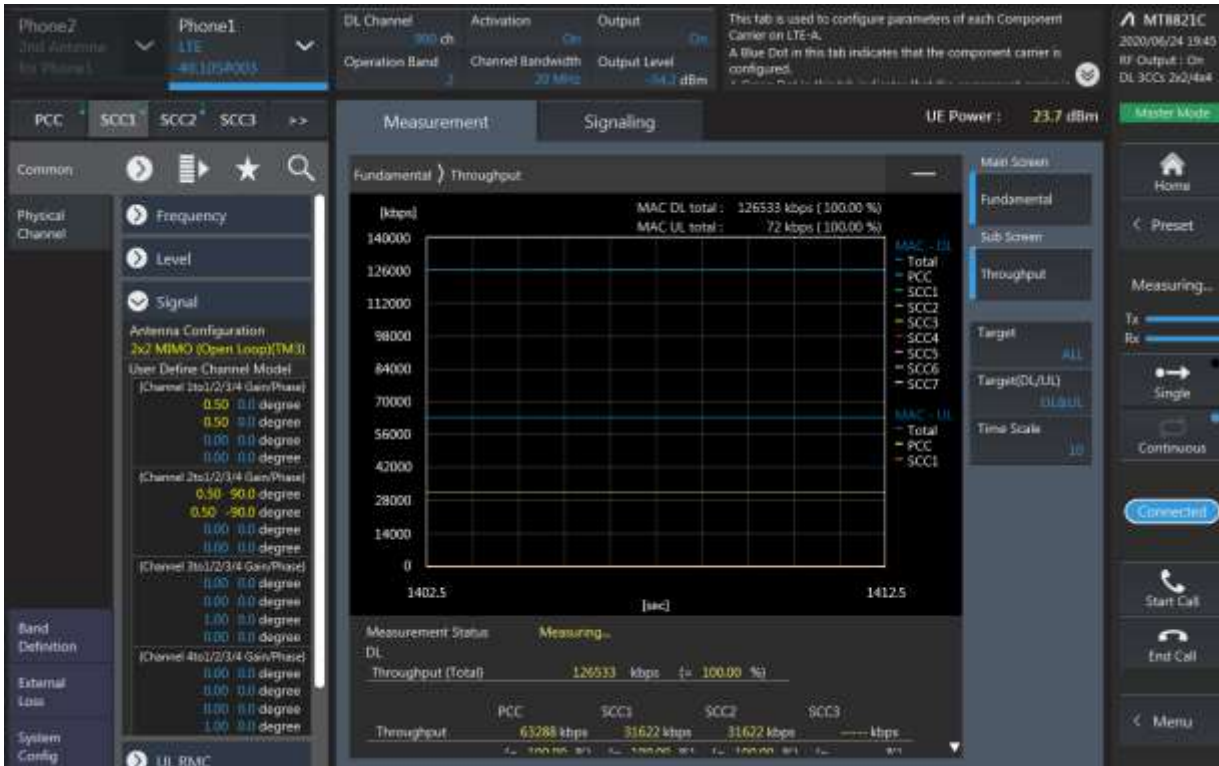 Phone2
Phone1
LTE
DL Channel
900 ch
Activation
On
Output
On
Operation Band
2
Channel Bandwidth
20 MHz
Output Level
dBm
This tab is used to configure parameters of each Component
Carrier on LTE-A.
A Blue Dot in this tab indicates that the component carrier is
configured.
MT8821C
2020/06/24 19:45
RF Output : On
DL 3CCs 2x2/4x4
Master Mode
PCC SCC1 SCC2 SCC3 >>
Measurement
Signaling
UE Power : 23.7 dBm
Common
Physical
Channel
Frequency
Level
Signal
Antenna Configuration
2x2 MIMO (Open Loop)(TM3)
User Define Channel Model
(Channel 1to1/2/3/4 Gain/Phase)
0.50 0.0 degree
0.50 0.0 degree
0.00 0.0 degree
0.00 0.0 degree
(Channel 2to1/2/3/4 Gain/Phase)
0.50 90.0 degree
0.50 -90.0 degree
0.00 0.0 degree
0.00 0.0 degree
(Channel 3to1/2/3/4 Gain/Phase)
0.00 0.0 degree
0.00 0.0 degree
1.00 0.0 degree
0.00 0.0 degree
(Channel 4to1/2/3/4 Gain/Phase)
0.00 0.0 degree
0.00 0.0 degree
0.00 0.0 degree
1.00 0.0 degree
UL RMC
Band
Definition
External
Loss
System
Config
Fundamental ⟩ Throughput
[kbps]
MAC DL total : 126533 kbps ( 100.00 %)
MAC UL total : 72 kbps ( 100.00 %)
140000
126000
112000
98000
84000
70000
56000
42000
28000
14000
0
1402.5
1412.5
[sec]
MAC - DL
Total
PCC
SCC1
SCC2
SCC3
SCC4
SCC5
SCC6
SCC7
MAC - UL
Total
PCC
SCC1
Measurement Status Measuring...
DL
Throughput (Total) 126533 kbps (= 100.00 %)
PCC SCC1 SCC2 SCC3
Throughput 63288 kbps 31622 kbps 31622 kbps ----- kbps
Main Screen
Fundamental
Sub Screen
Throughput
Target
ALL
Target(DL/UL)
DL&UL
Time Scale
10
Home
< Preset
Measuring...
Tx
Rx
Single
Continuous
Connected
Start Call
End Call
< Menu